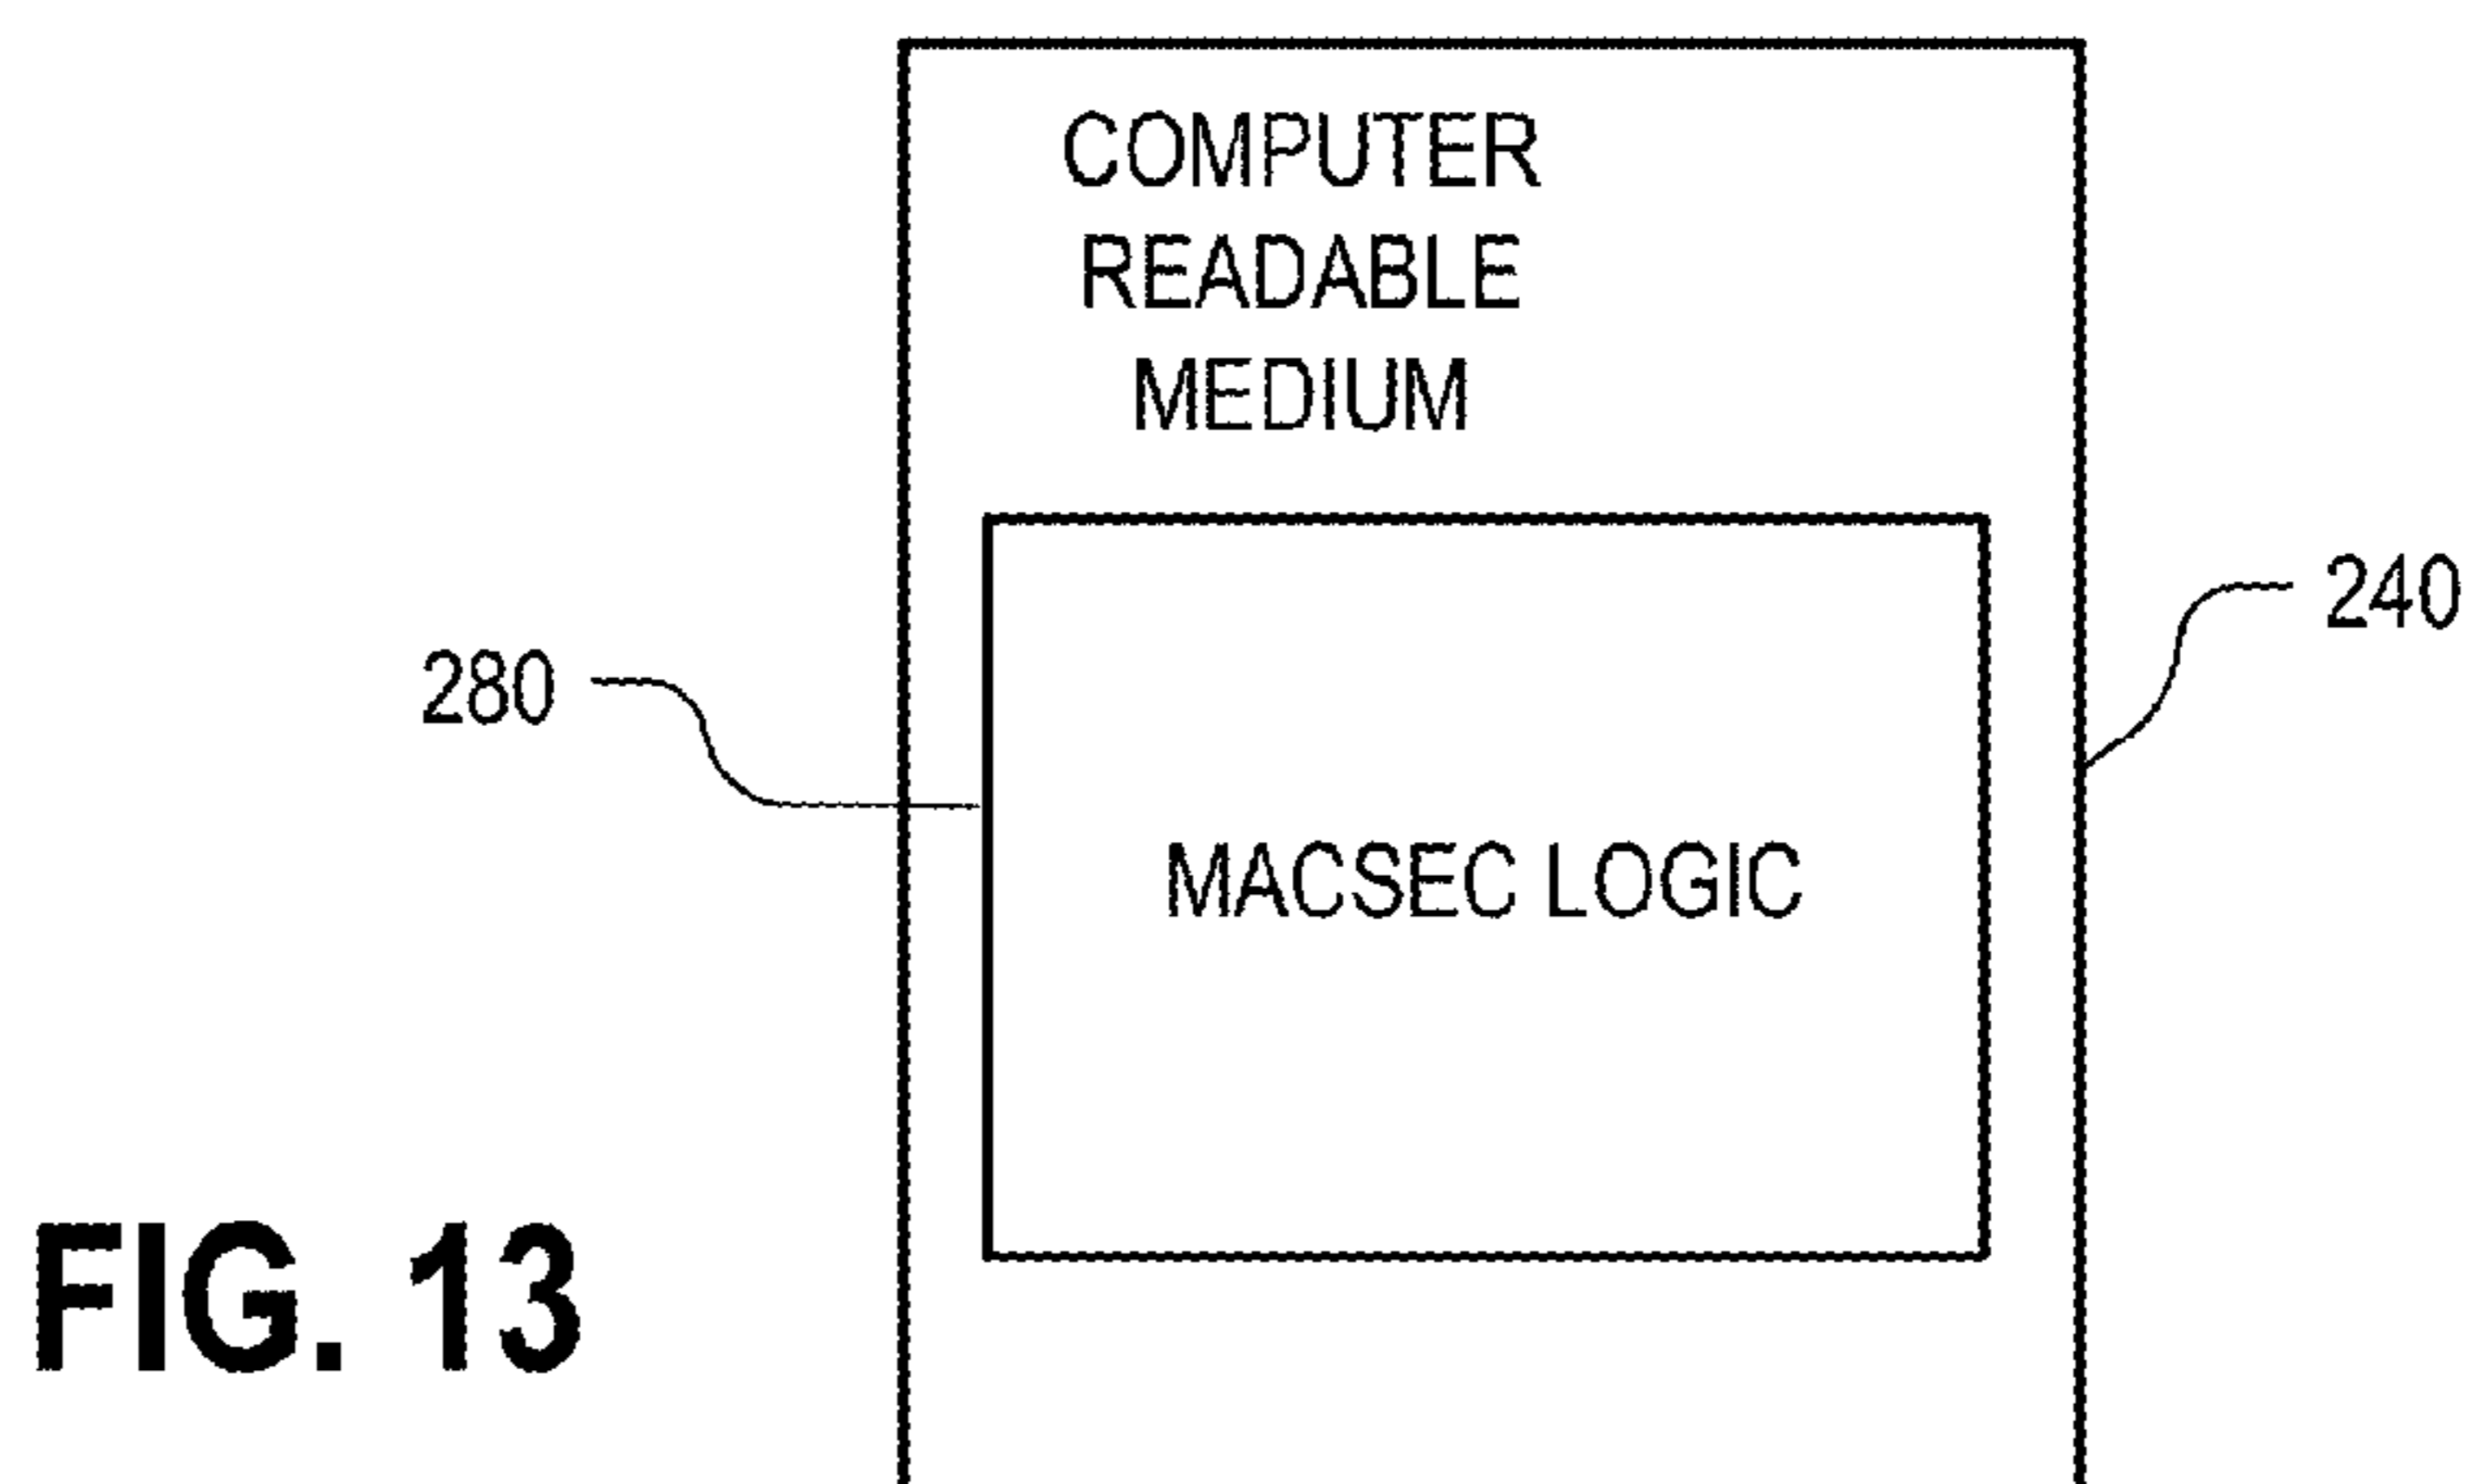 COMPUTER
READABLE
MEDIUM
240
280
MACSEC LOGIC
FIG. 13